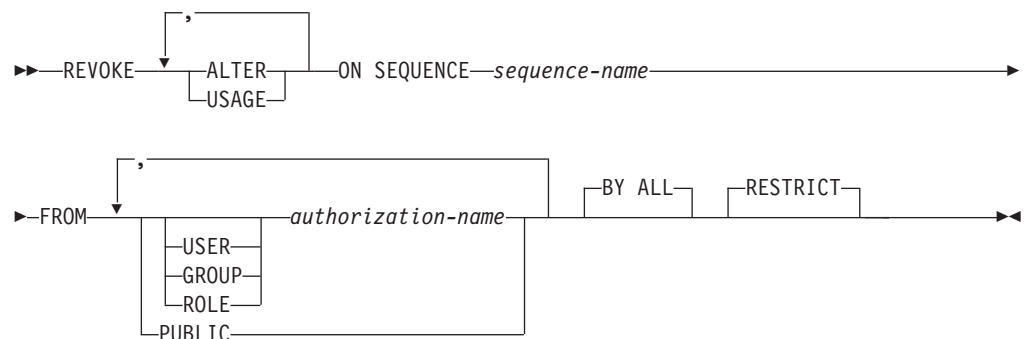 ,
REVOKE ALTER ON SEQUENCE sequence-name
USAGE
,
BY ALL RESTRICT
FROM authorization-name
USER
GROUP
ROLE
PUBLIC